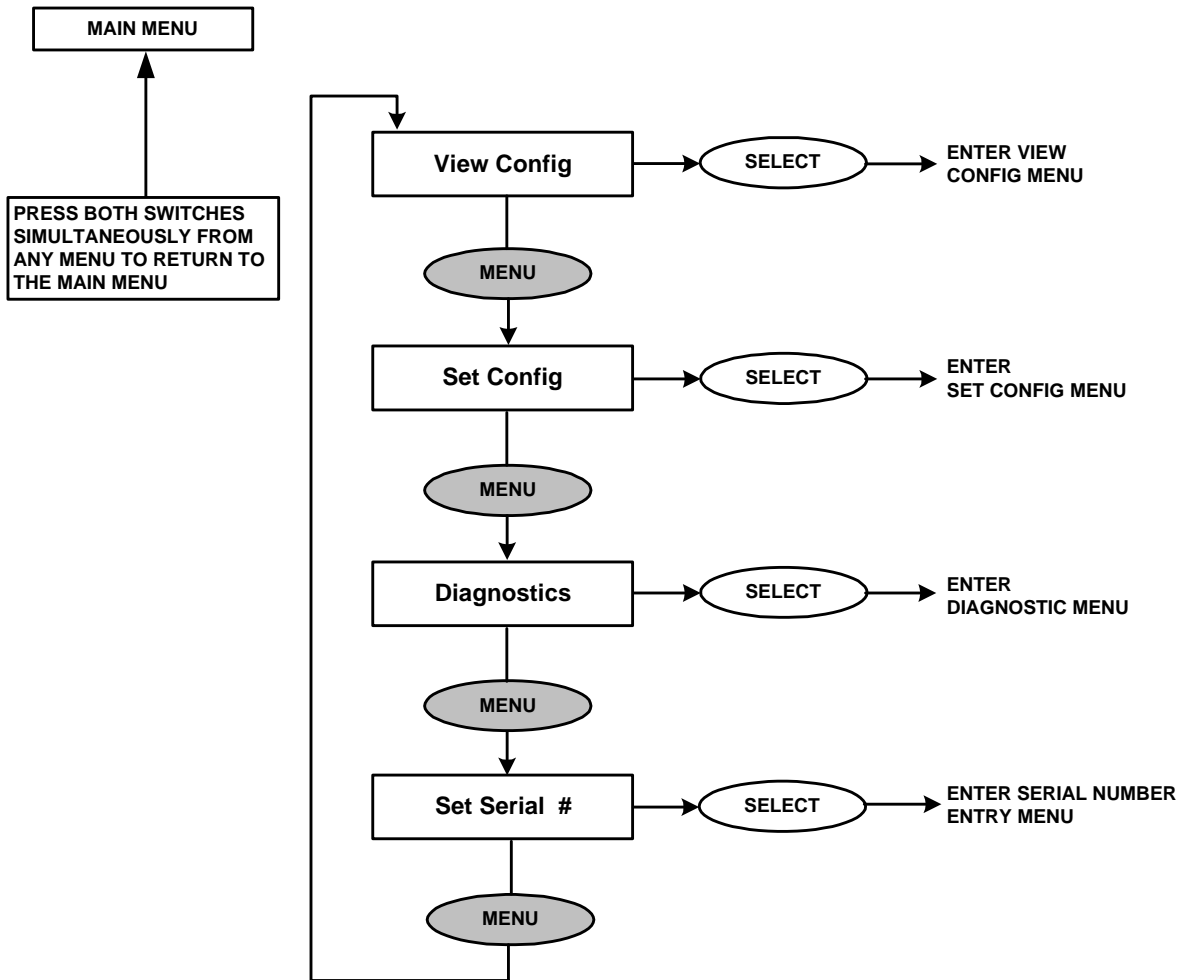 MAIN MENU
PRESS BOTH SWITCHES
SIMULTANEOUSLY FROM
ANY MENU TO RETURN TO
THE MAIN MENU
View Config
SELECT
ENTER VIEW
CONFIG MENU
MENU
Set Config
SELECT
ENTER
SET CONFIG MENU
MENU
Diagnostics
SELECT
ENTER
DIAGNOSTIC MENU
MENU
Set Serial #
SELECT
ENTER SERIAL NUMBER
ENTRY MENU
MENU